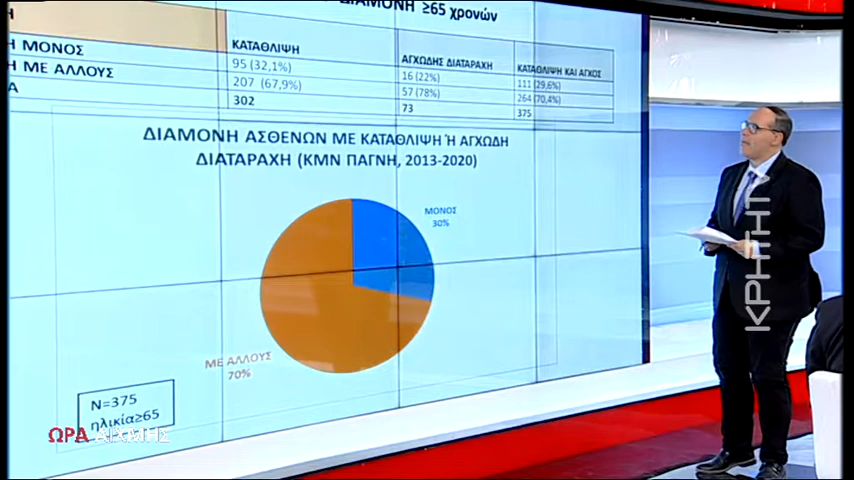 ΔΙΑΜΟΝΗ ≥65 χρονών
Η
ΚΑΤΑΘΛΙΨΗ
ΑΓΧΩΔΗΣ ΔΙΑΤΑΡΑΧΗ
ΚΑΤΑΘΛΙΨΗ ΚΑΙ ΑΓΧΟΣ
Η ΜΟΝΟΣ
95 (32,1%)
16 (22%)
111 (29,6%)
Η ΜΕ ΑΛΛΟΥΣ
207 (67,9%)
57 (78%)
264 (70,4%)
Α
302
73
375
ΔΙΑΜΟΝΗ ΑΣΘΕΝΩΝ ΜΕ ΚΑΤΑΘΛΙΨΗ Ή ΑΓΧΩΔΗ
ΔΙΑΤΑΡΑΧΗ (ΚΜΝ ΠΑΓΝΗ, 2013-2020)
ΜΟΝΟΣ
30%
ΜΕ ΑΛΛΟΥΣ
70%
N=375
ηλικία≥65
ΩΡΑ ΑΙΧΜΗΣ
ΚΡΗΤΗ